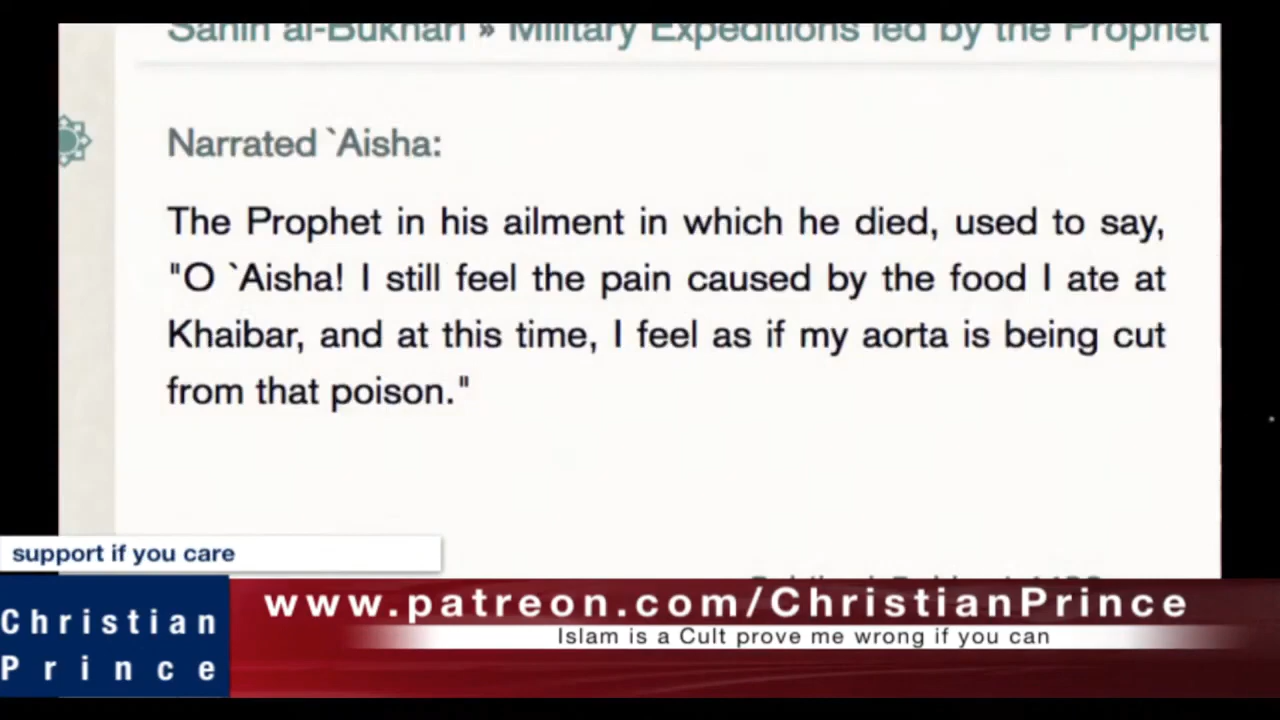 Sahih al-Bukhari » Military Expeditions led by the Prophet
Narrated `Aisha:
The Prophet in his ailment in which he died, used to say,
"O `Aisha! I still feel the pain caused by the food I ate at
Khaibar, and at this time, I feel as if my aorta is being cut
from that poison."
support if you care
Christian
Prince
www.patreon.com/ChristianPrince
Islam is a Cult prove me wrong if you can